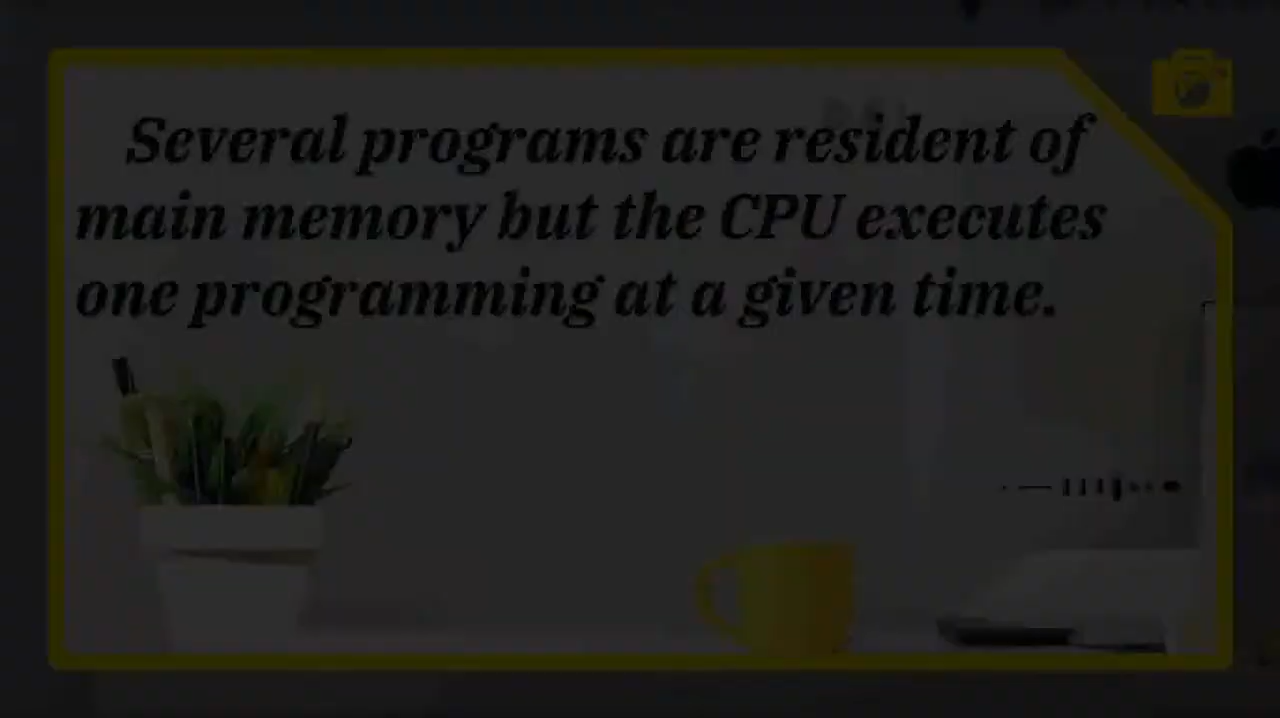 Several programs are resident of
main memory but the CPU executes
one programming at a given time.